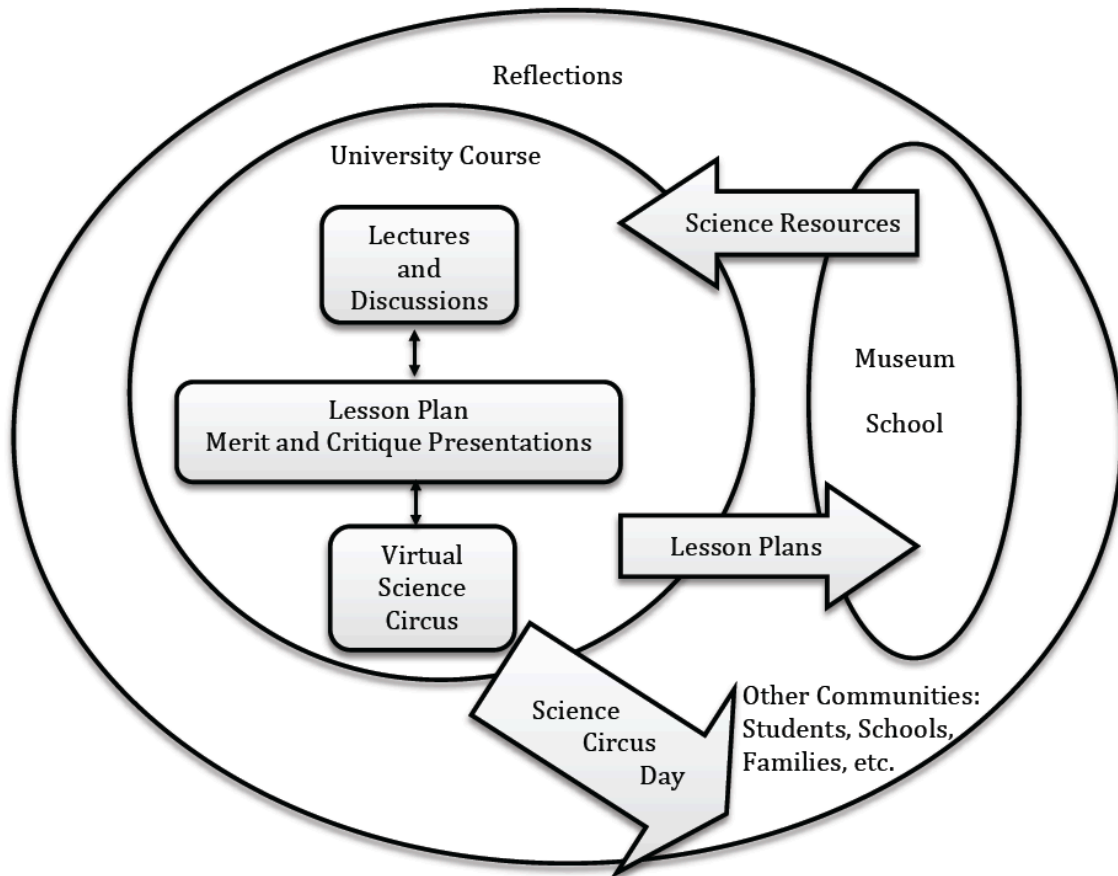 Reflections
University Course
Lectures
and
Discussions
Lesson Plan
Merit and Critique Presentations
Virtual
Science
Circus
Science Resources
Museum
School
Lesson Plans
Science
Circus
Day
Other Communities:
Students, Schools,
Families, etc.